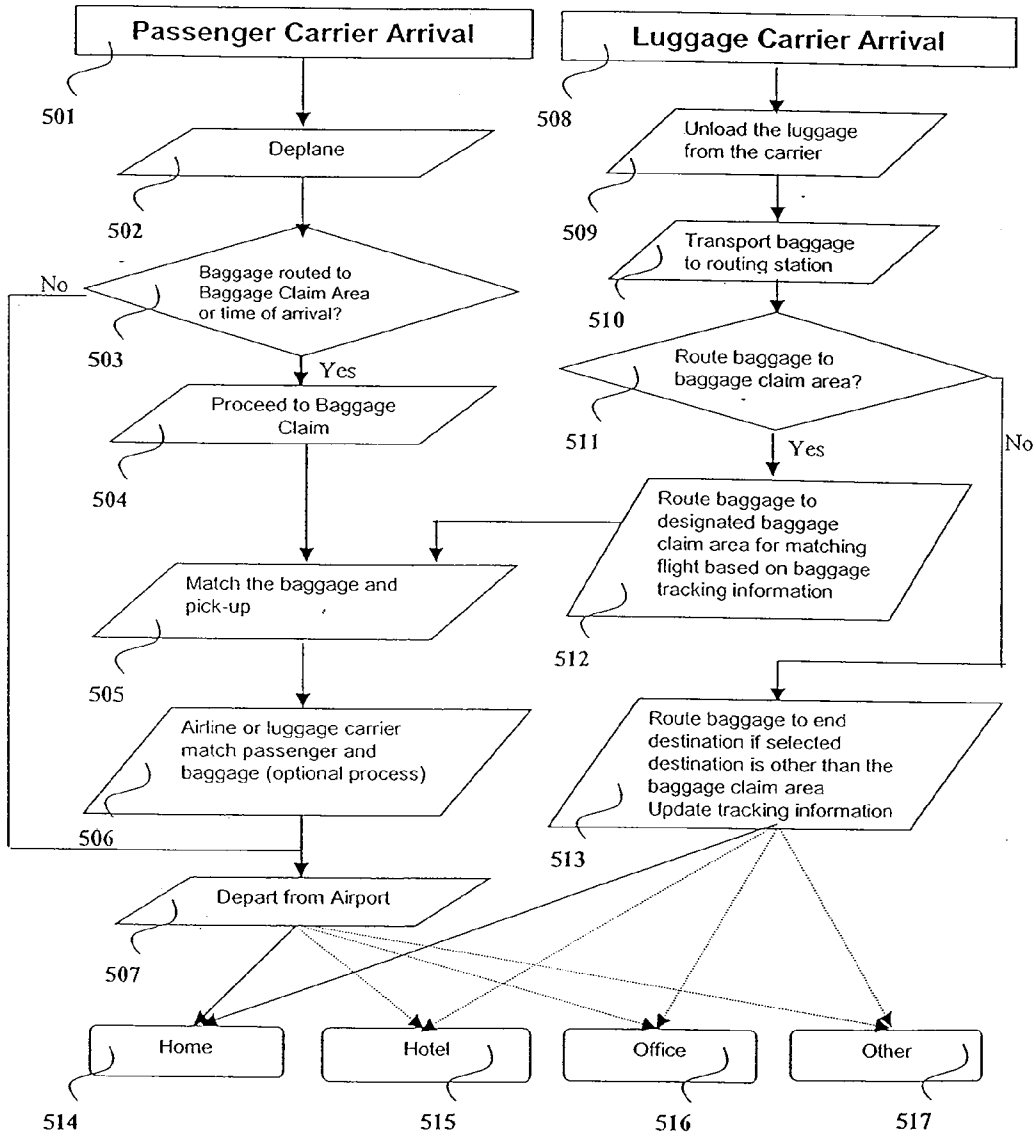 Passenger Carrier Arrival
501
Deplane
502
No
Baggage routed to
Baggage Claim Area
or time of arrival?
503
Yes
Proceed to Baggage
Claim
504
Match the baggage and
pick-up
505
Airline or luggage carrier
match passenger and
baggage (optional process)
506
Depart from Airport
507
Luggage Carrier Arrival
508
Unload the luggage
from the carrier
509
Transport baggage
to routing station
510
Route baggage to
baggage claim area?
511
Yes
No
Route baggage to
designated baggage
claim area for matching
flight based on baggage
tracking information
512
Route baggage to end
destination if selected
destination is other than the
baggage claim area
Update tracking information
513
Home
514
Hotel
515
Office
516
Other
517